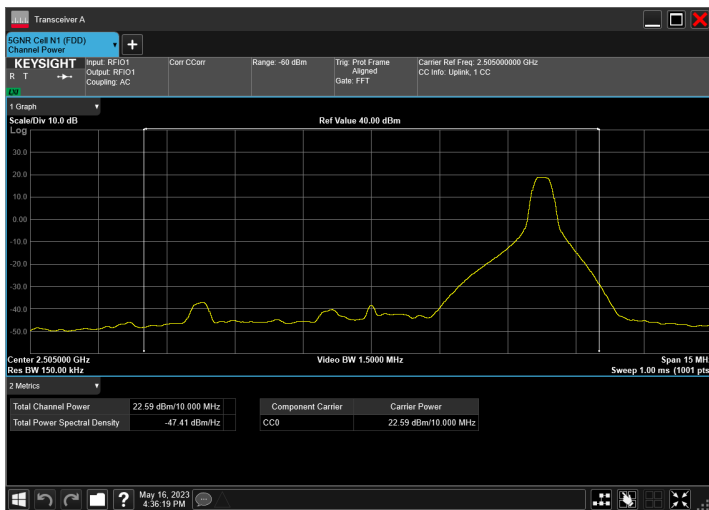 Transceiver A
5GNR Cell N1 (FDD)
Channel Power
KEYSIGHT
R T
LXI
Input: RFIO1
Output: RFIO1
Coupling: AC
Corr CCorr
Range: -60 dBm
Trig: Prot Frame
Aligned
Gate: FFT
Carrier Ref Freq: 2.505000000 GHz
CC Info: Uplink, 1 CC
1 Graph
Scale/Div 10.0 dB
Ref Value 40.00 dBm
Log
30.0
20.0
10.0
0.00
-10.0
-20.0
-30.0
-40.0
-50.0
Center 2.505000 GHz
Video BW 1.5000 MHz
Span 15 MH
Res BW 150.00 kHz
Sweep 1.00 ms (1001 pts
2 Metrics
Total Channel Power 22.59 dBm/10.000 MHz
Total Power Spectral Density -47.41 dBm/Hz
Component Carrier Carrier Power
CC0 22.59 dBm/10.000 MHz
?
May 16, 2023
4:36:19 PM